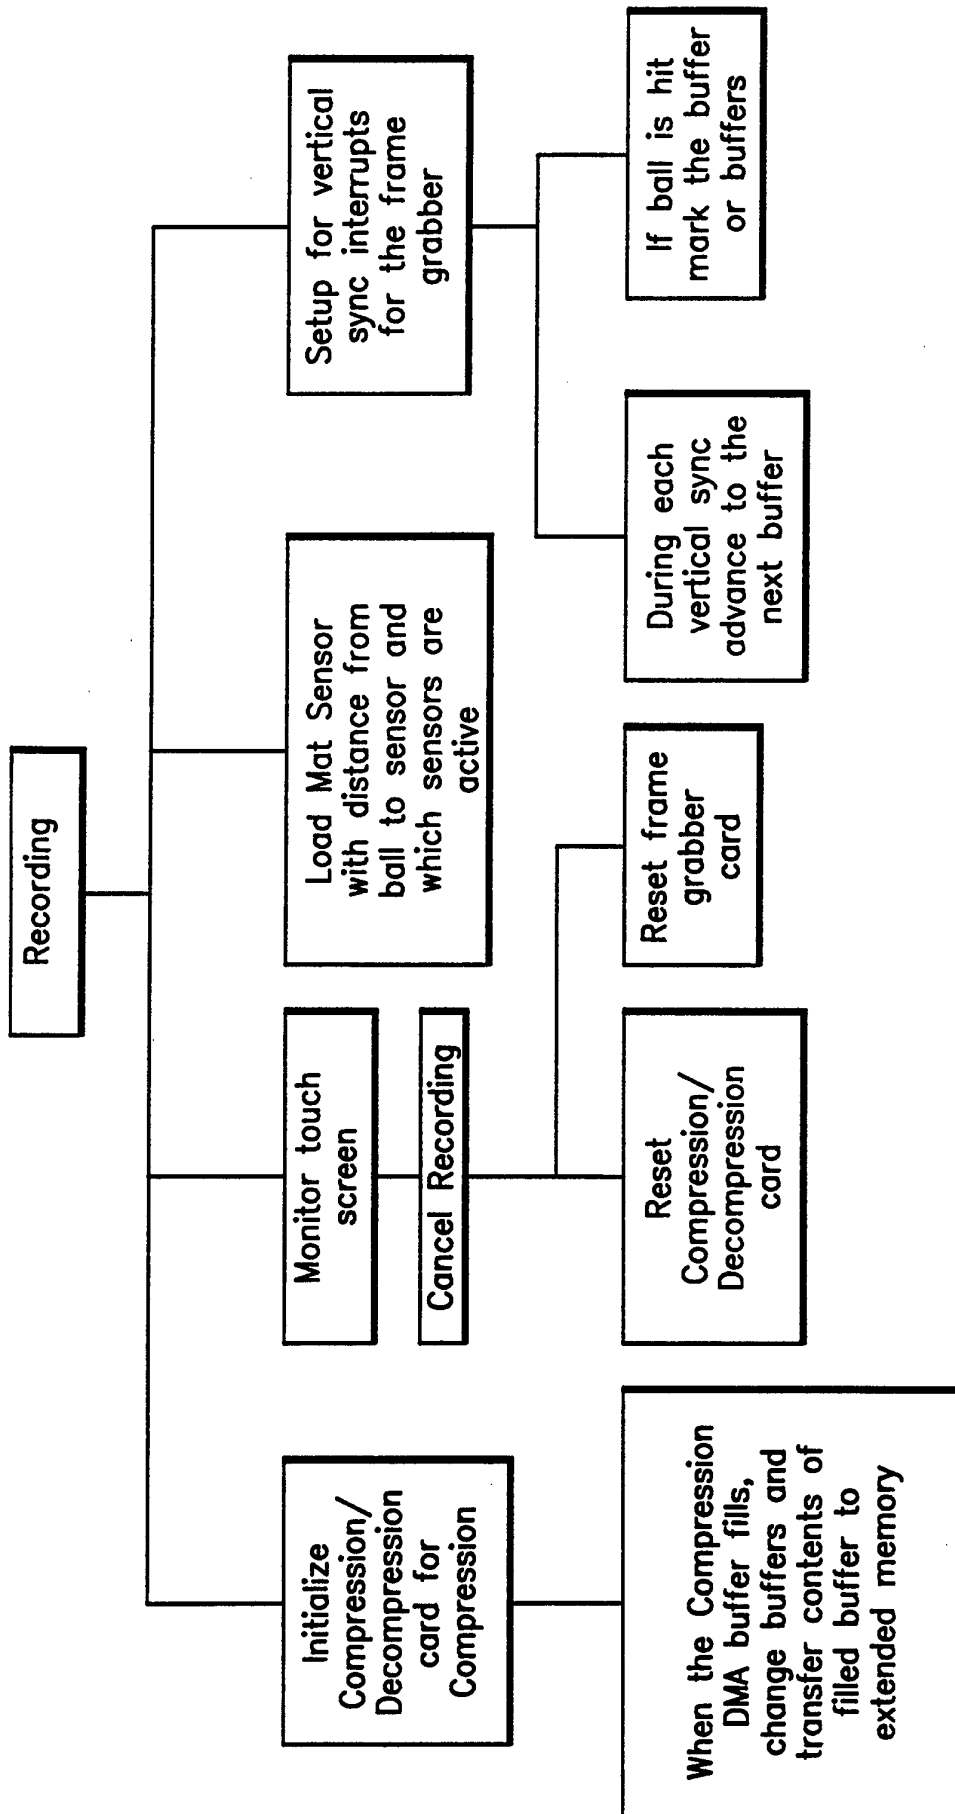 Recording
Initialize
Compression/
Decompression
card for
Compression
Monitor touch
screen
Load Mat Sensor
with distance from
ball to sensor and
which sensors are
active
Setup for vertical
sync interrupts
for the frame
grabber
Cancel Recording
When the Compression
DMA buffer fills,
change buffers and
transfer contents of
filled buffer to
extended memory
Reset
Compression/
Decompression
card
Reset frame
grabber
card
During each
vertical sync
advance to the
next buffer
If ball is hit
mark the buffer
or buffers